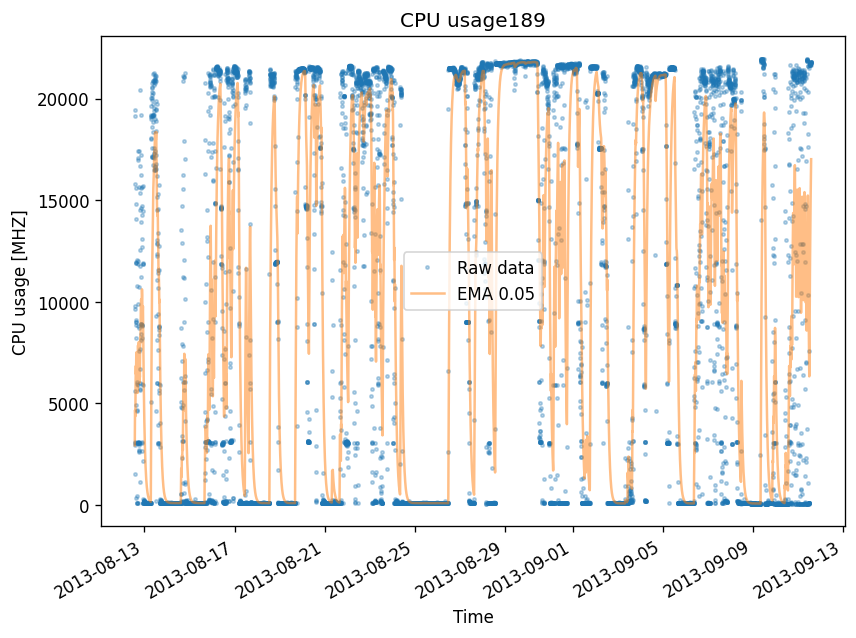 CPU usage189
CPU usage [MHZ]
20000
15000
10000
5000
0
Raw data
EMA 0.05
2013-08-13
2013-08-17
2013-08-21
2013-08-25
2013-08-29
2013-09-01
2013-09-05
2013-09-09
2013-09-13
Time